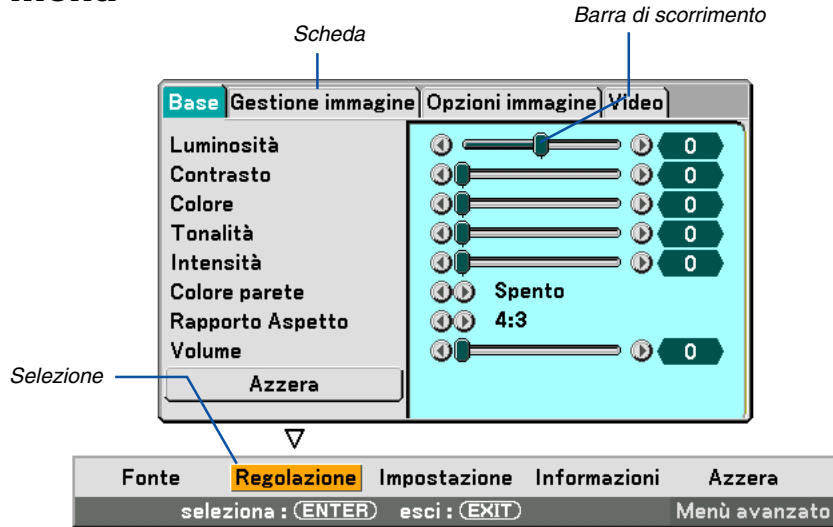 Barra di scorrimento
Scheda
Base Gestione immagine Opzioni immagine Video
Luminosità 0
Contrasto 0
Colore 0
Tonalità 0
Intensità 0
Colore parete Spento
Rapporto Aspetto 4:3
Volume 0
Selezione
Azzera
Fonte Regolazione Impostazione Informazioni Azzera
seleziona : ENTER esci : EXIT Menù avanzato